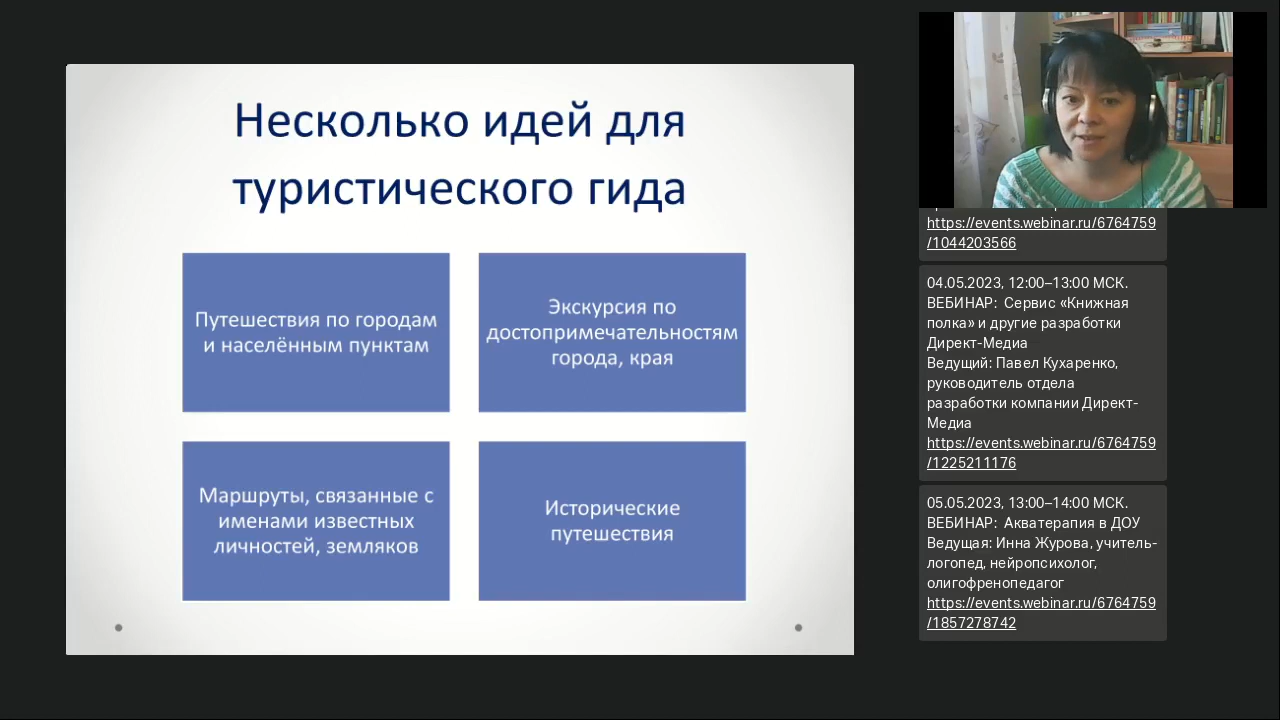 Несколько идей для
туристического гида
Путешествия по городам
и населённым пунктам
Экскурсия по
достопримечательностям
города, края
Маршруты, связанные с
именами известных
личностей, земляков
Исторические
путешествия
https://events.webinar.ru/6764759
/1044203566
04.05.2023, 12:00–13:00 МСК.
ВЕБИНАР:  Сервис «Книжная
полка» и другие разработки
Директ-Медиа
Ведущий: Павел Кухаренко,
руководитель отдела
разработки компании Директ-
Медиа
https://events.webinar.ru/6764759
/1225211176
05.05.2023, 13:00–14:00 МСК.
ВЕБИНАР:  Акватерапия в ДОУ
Ведущая: Инна Журова, учитель-
логопед, нейропсихолог,
олигофренопедагог
https://events.webinar.ru/6764759
/1857278742